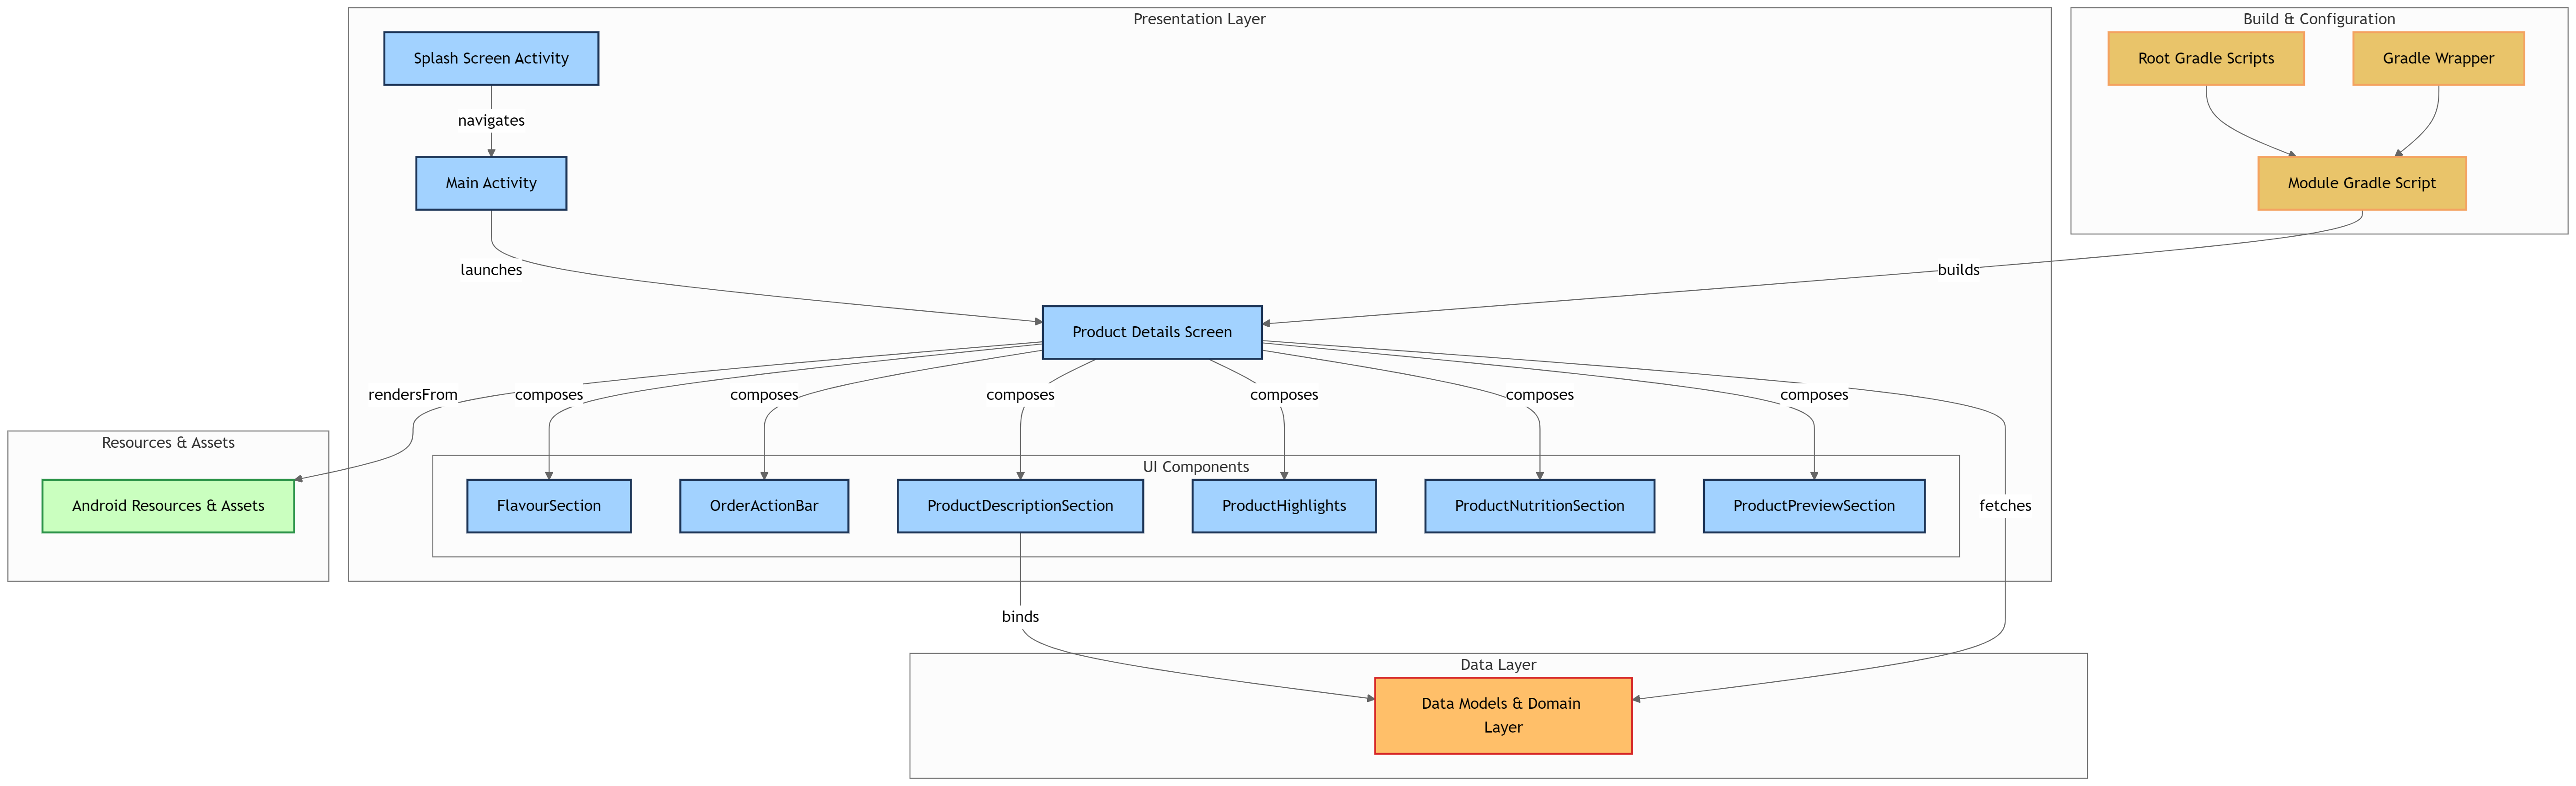 Presentation Layer
Build & Configuration
Splash Screen Activity
Root Gradle Scripts
Gradle Wrapper
navigates
Main Activity
Module Gradle Script
launches
builds
Product Details Screen
rendersFrom
composes
composes
composes
composes
composes
composes
Resources & Assets
UI Components
Android Resources & Assets
FlavourSection
OrderActionBar
ProductDescriptionSection
ProductHighlights
ProductNutritionSection
ProductPreviewSection
fetches
binds
Data Layer
Data Models & Domain
Layer